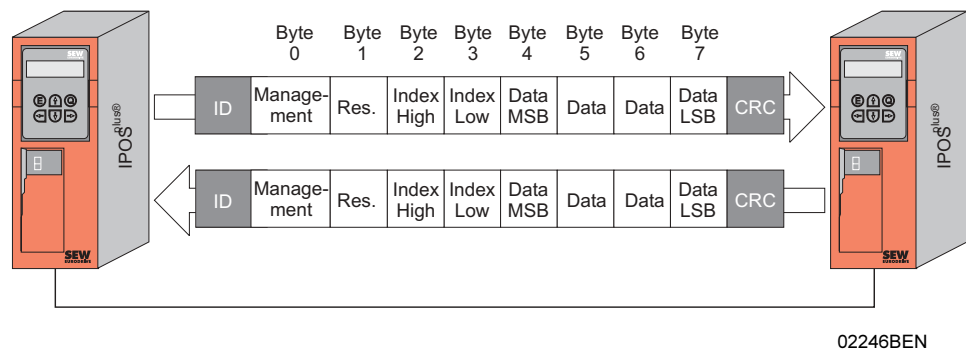 Byte 0 Byte 1 Byte 2 Byte 3 Byte 4 Byte 5 Byte 6 Byte 7
SEW
E Q
IPOSplus®
SEW
EURODRIVE
ID Manage-ment Res. Index High Index Low Data MSB Data Data Data LSB CRC
ID Manage-ment Res. Index High Index Low Data MSB Data Data Data LSB CRC
SEW
E Q
IPOSplus®
SEW
EURODRIVE
02246BEN